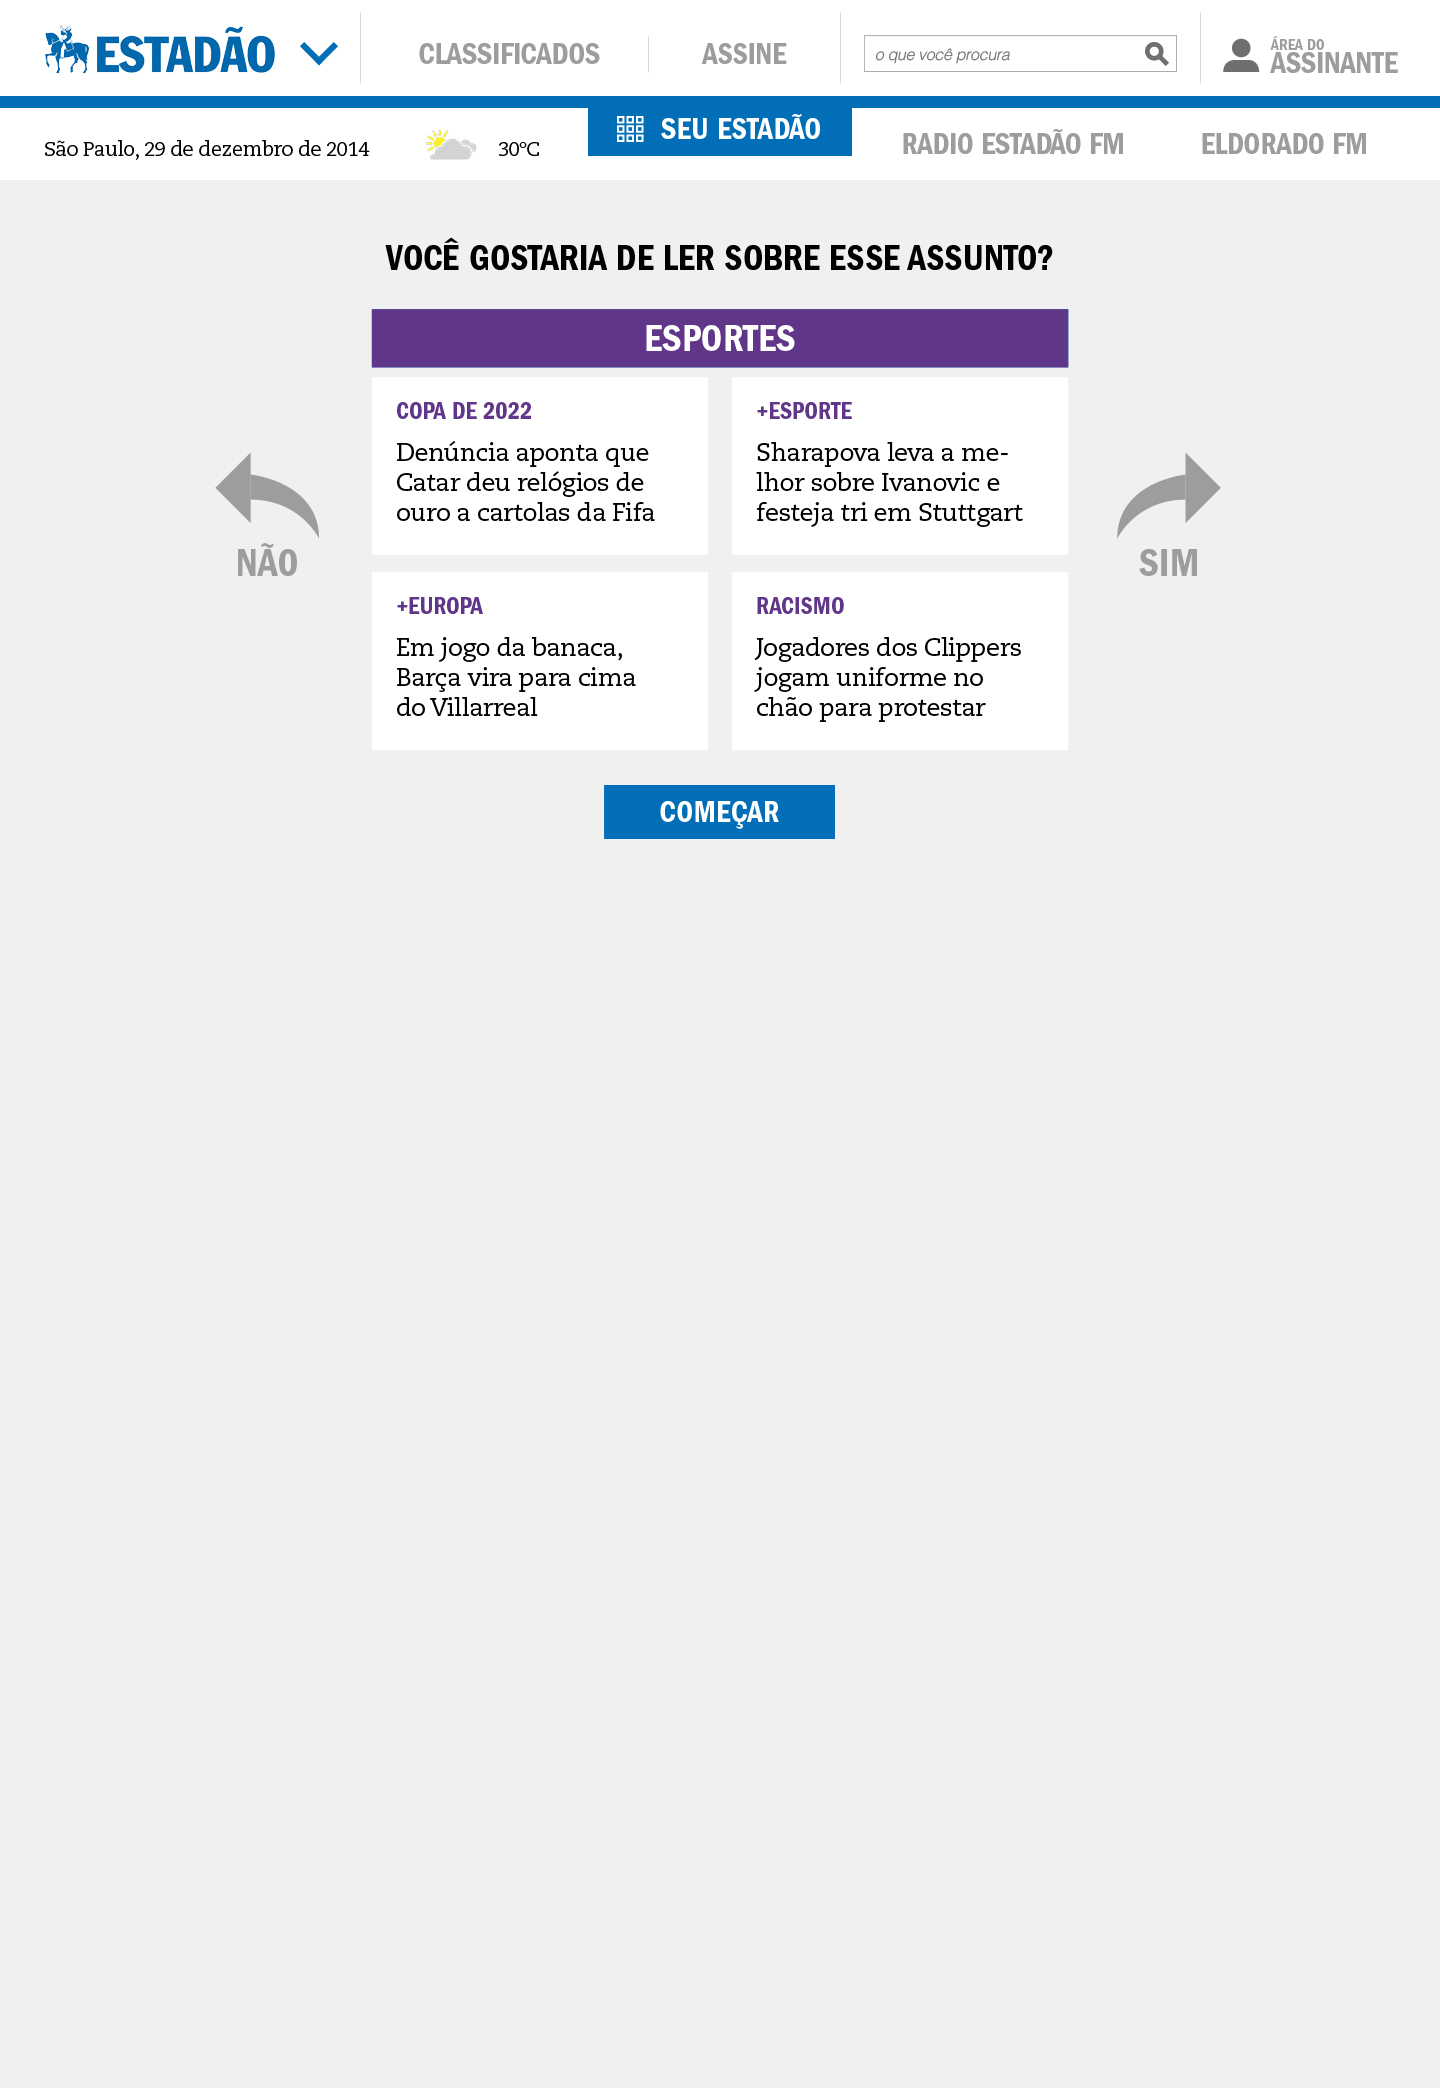 ESTADÃO
CLASSIFICADOS
ASSINE
o que você procura
ÁREA DO
ASSINANTE
São Paulo, 29 de dezembro de 2014
30ºC
SEU ESTADÃO
RADIO ESTADÃO FM
ELDORADO FM
VOCÊ GOSTARIA DE LER SOBRE ESSE ASSUNTO?
ESPORTES
COPA DE 2022
Denúncia aponta que
Catar deu relógios de
ouro a cartolas da Fifa
+ESPORTE
Sharapova leva a me-
lhor sobre Ivanovic e
festeja tri em Stuttgart
NÃO
SIM
+EUROPA
Em jogo da banaca,
Barça vira para cima
do Villarreal
RACISMO
Jogadores dos Clippers
jogam uniforme no
chão para protestar
COMEÇAR